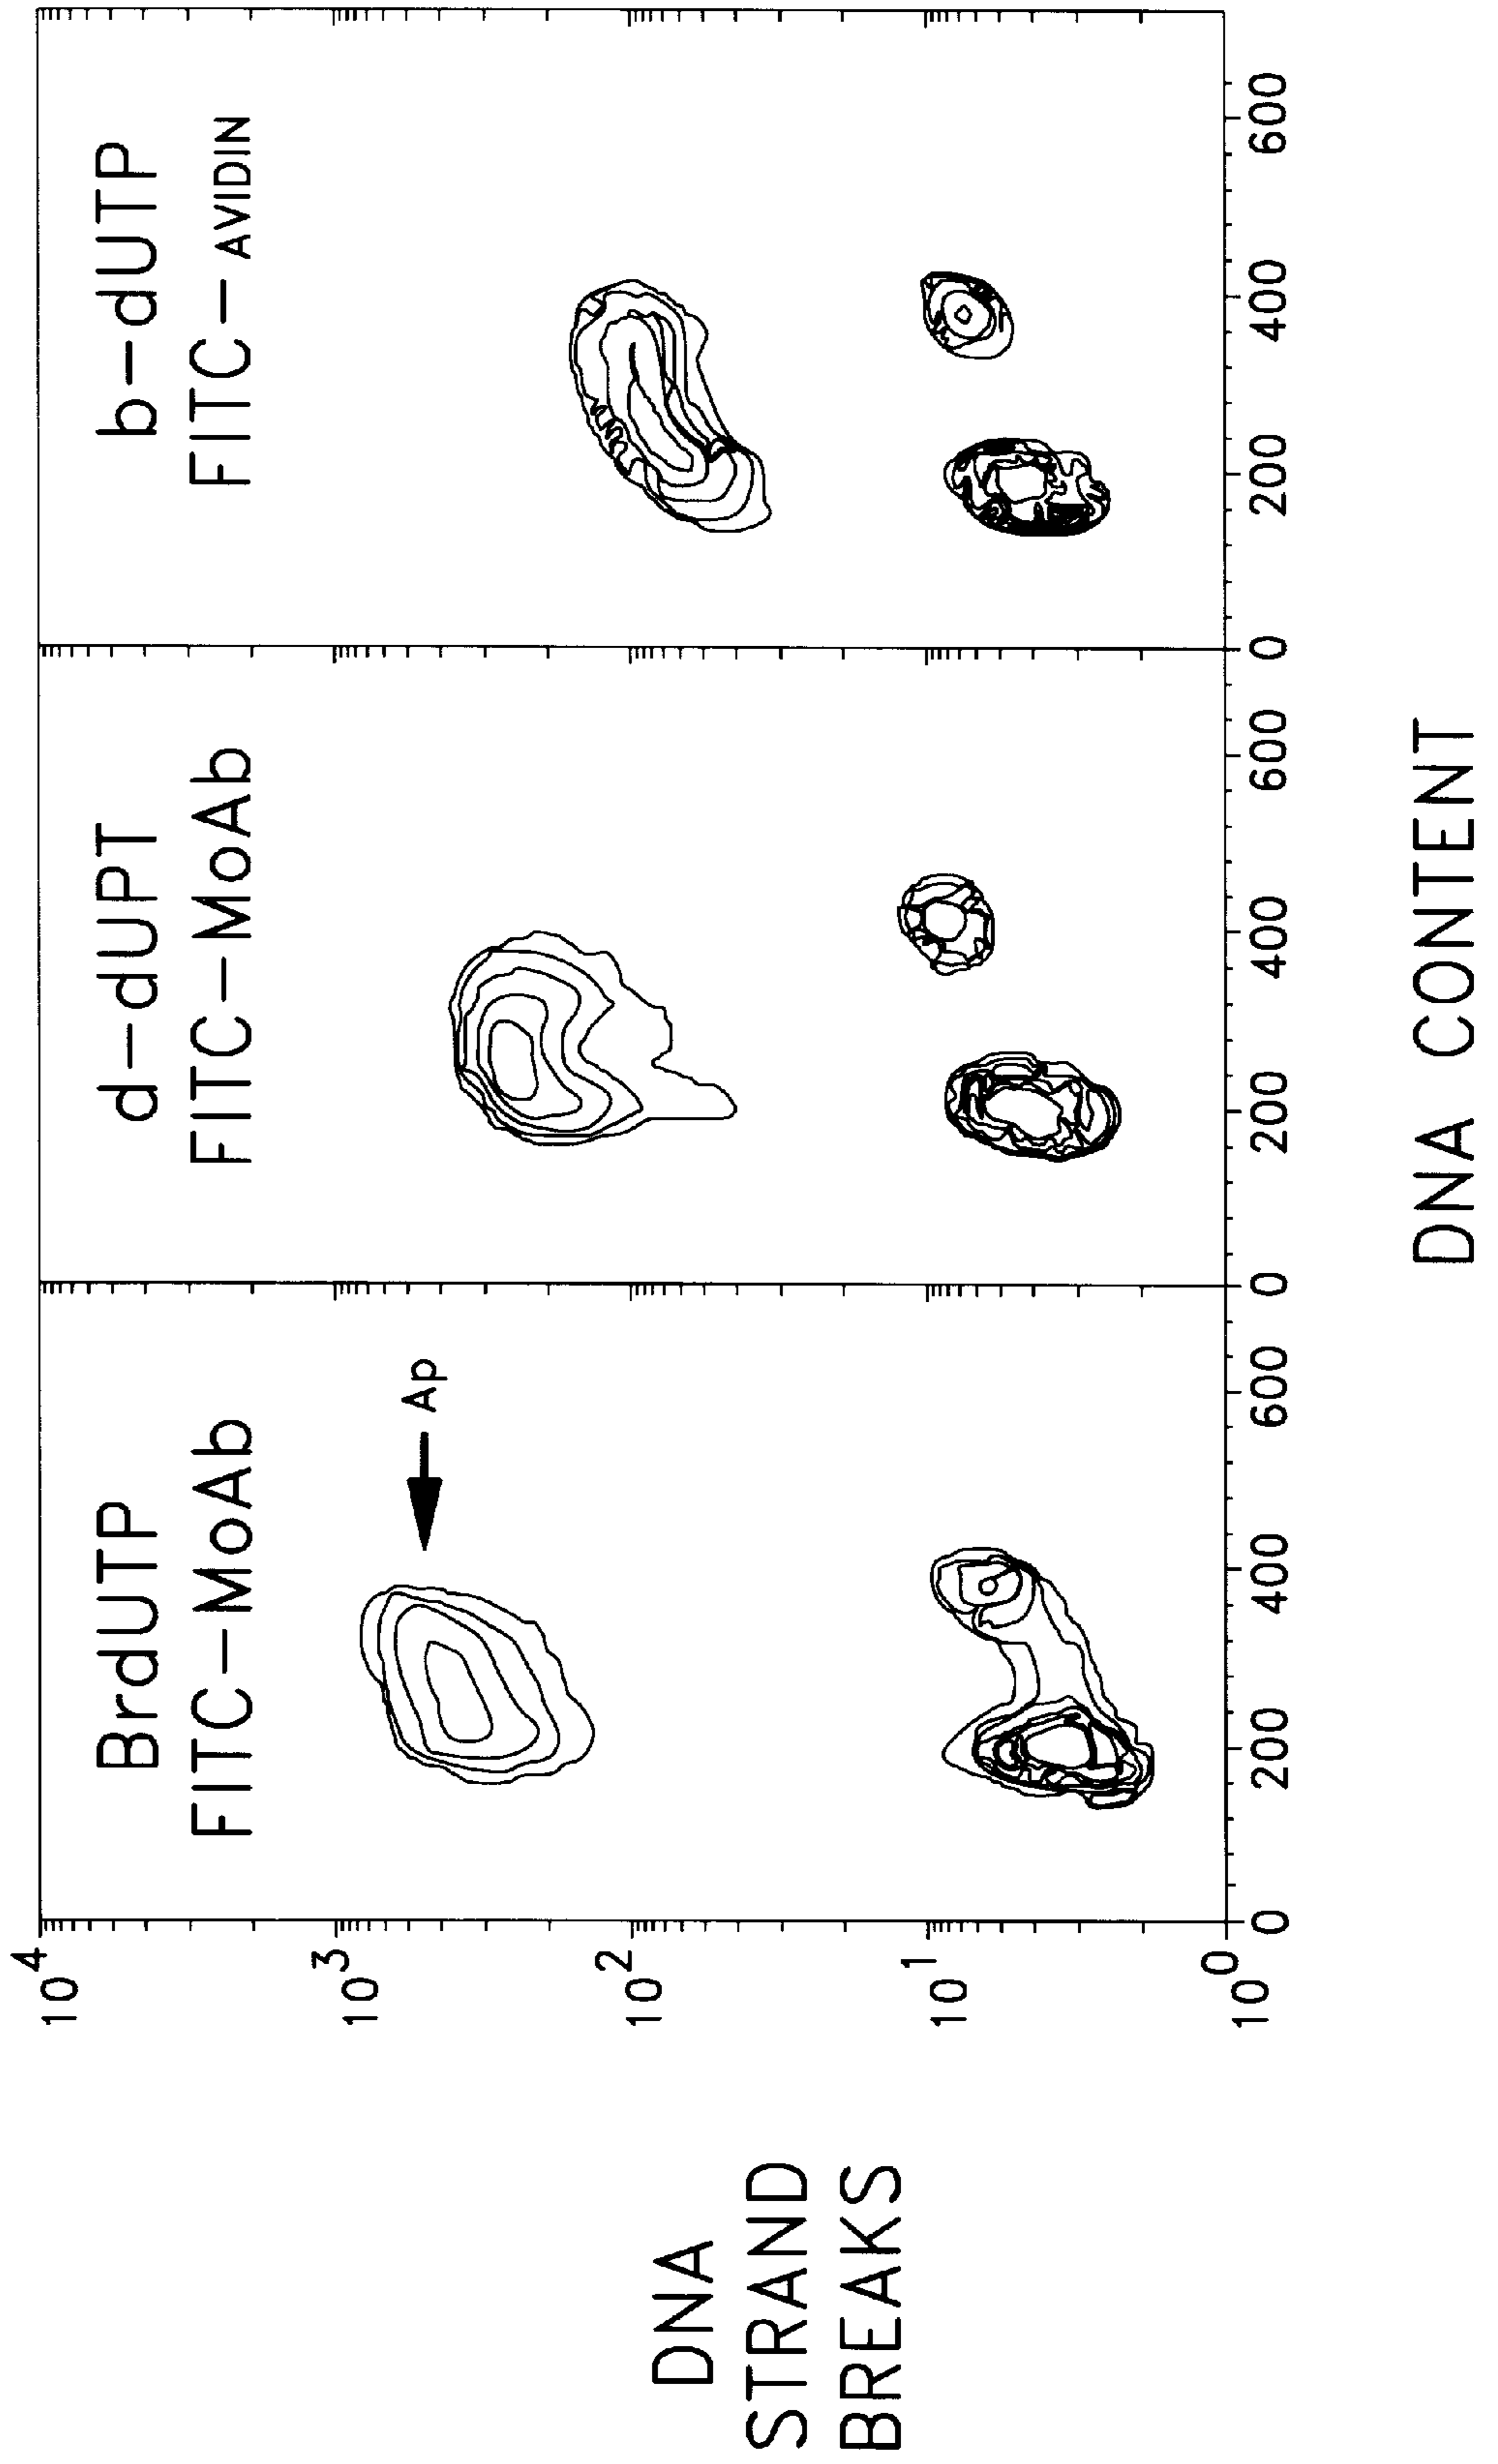 BrdUTP
FITC-MoAb
d-dUPT
FITC-MoAb
b-dUTP
FITC-AVIDIN
Ap
10 4
10 3
10 2
10 1
10 0
DNA
STRAND
BREAKS
0 200 400 600
0 200 400 600
0 200 400 600
DNA CONTENT